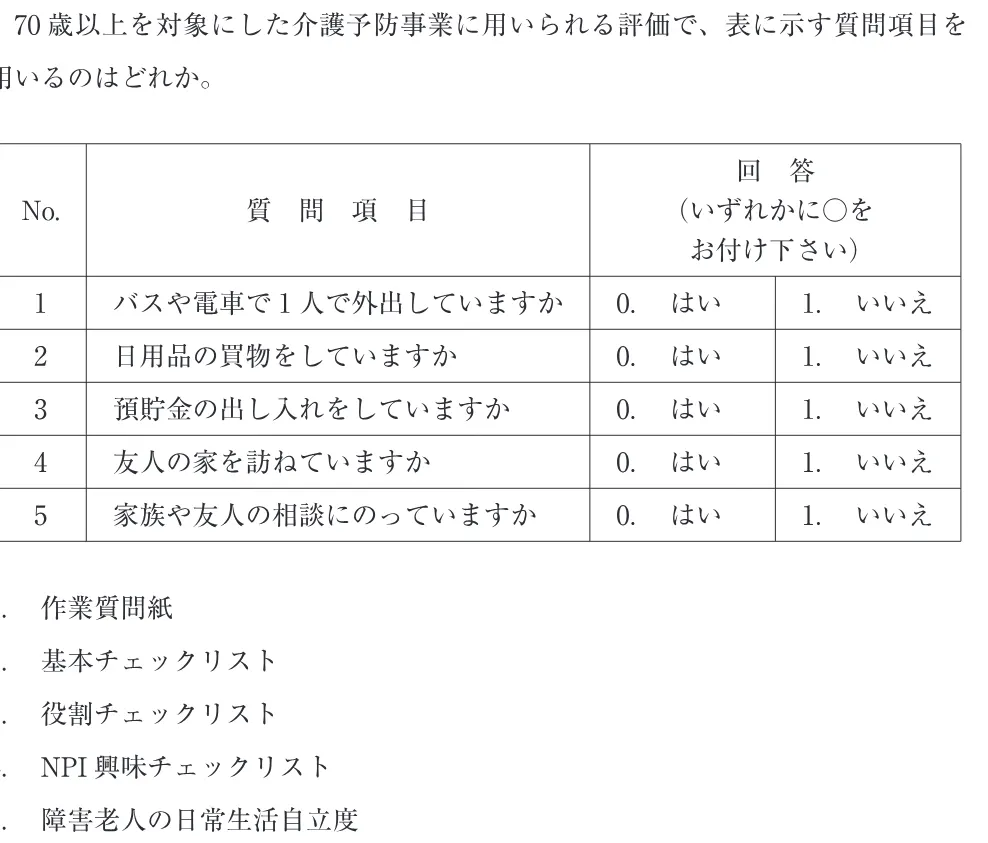 70 歳以上を対象にした介護予防事業に用いられる評価で、表に示す質問項目を
用いるのはどれか。
No.
質 問 項 目
回 答
(いずれかに○を
お付け下さい)
1 バスや電車で 1 人で外出していますか 0. はい 1. いいえ
2 日用品の買物をしていますか 0. はい 1. いいえ
3 預貯金の出し入れをしていますか 0. はい 1. いいえ
4 友人の家を訪ねていますか 0. はい 1. いいえ
5 家族や友人の相談にのっていますか 0. はい 1. いいえ
. 作業質問紙
. 基本チェックリスト
. 役割チェックリスト
. NPI 興味チェックリスト
. 障害老人の日常生活自立度